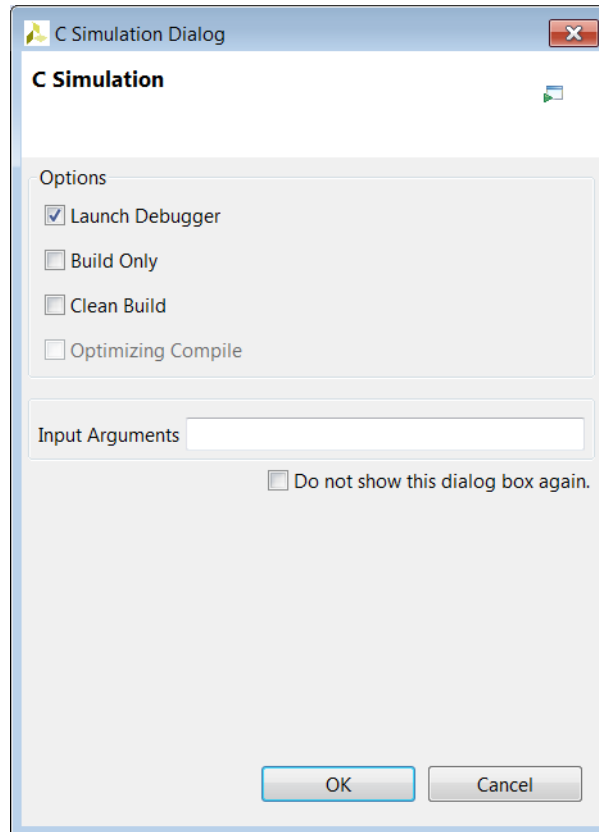 C Simulation Dialog
C Simulation
Options
Launch Debugger
Build Only
Clean Build
Optimizing Compile
Input Arguments
Do not show this dialog box again.
OK Cancel